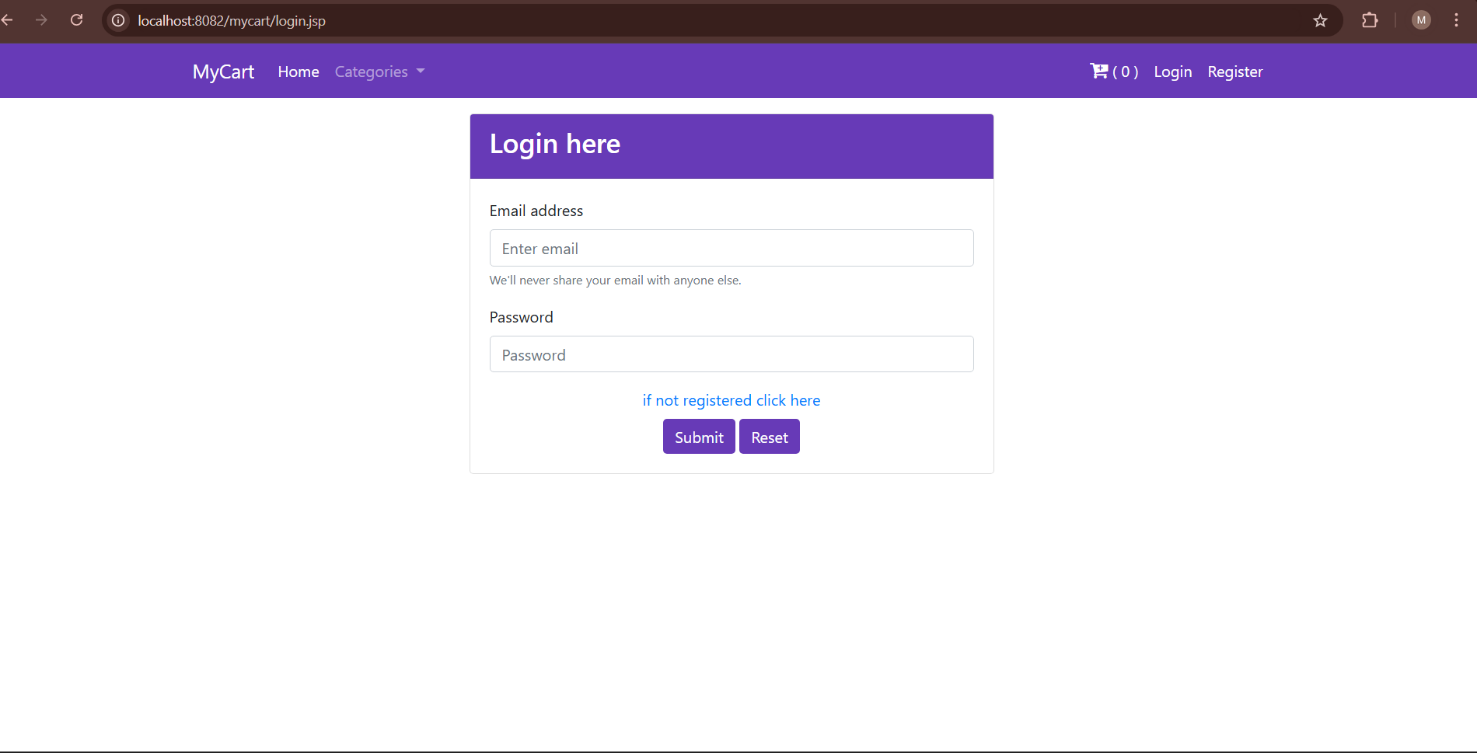 localhost:8082/mycart/login.jsp
M
MyCart Home Categories ( 0 ) Login Register
Login here
Email address
Enter email
We'll never share your email with anyone else.
Password
Password
if not registered click here
Submit Reset